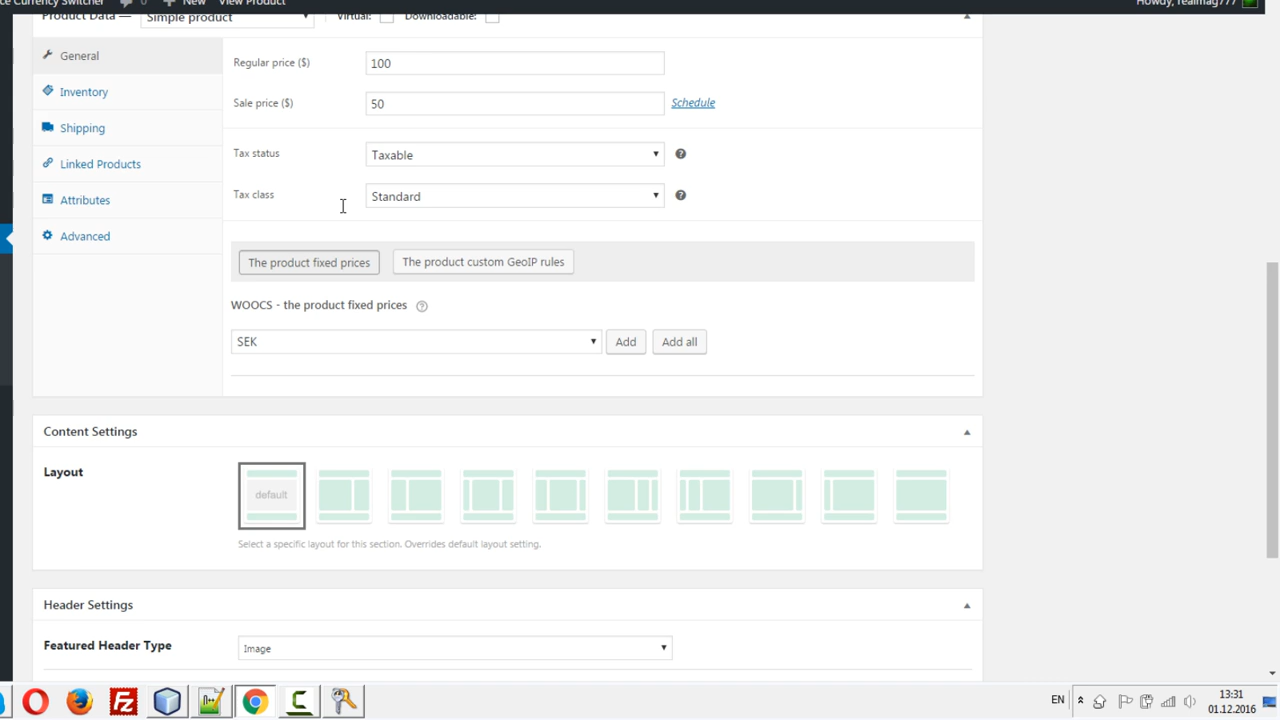 ce Currency Switcher 0 New View Product Howdy, realmag777
Product Data — Simple product Virtual: Downloadable:
General
Inventory
Shipping
Linked Products
Attributes
Advanced
Regular price ($) 100
Sale price ($) 50 Schedule
Tax status Taxable
Tax class Standard
The product fixed prices The product custom GeoIP rules
WOOCS - the product fixed prices
SEK Add Add all
Content Settings
Layout
default
Select a specific layout for this section. Overrides default layout setting.
Header Settings
Featured Header Type Image
EN 13:31
01.12.2016